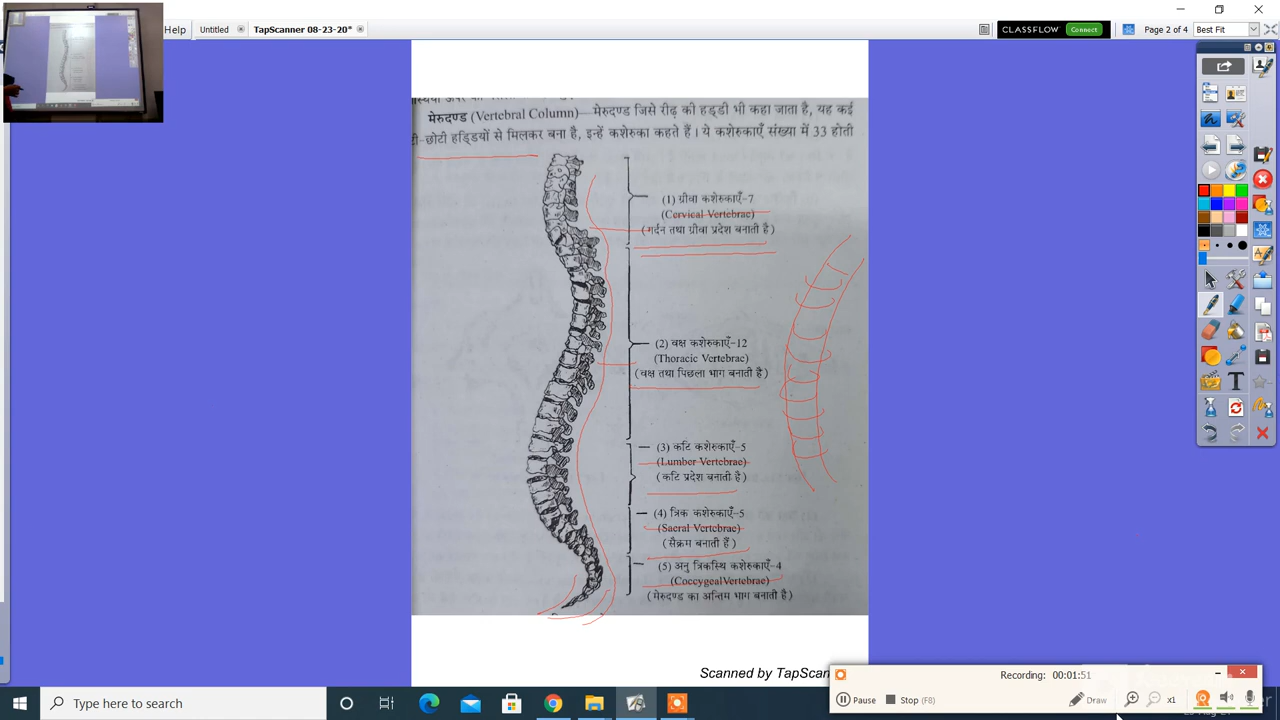 Help
Untitled
TapScanner 08-23-20*
CLASSFLOW
Connect
Page 2 of 4
Best Fit
मेरुदण्ड (Vertebral Column)—मेरुदण्ड जिसे रीढ़ की हड्डी भी कहा जाता है, यह कई
टी-छोटी हड्डियों से मिलकर बना है, इन्हें कशेरुका कहते हैं। ये कशेरुकाएँ संख्या में 33 होती
(1) ग्रीवा कशेरुकाएँ-7
(Cervical Vertebrae)
(गर्दन तथा ग्रीवा प्रदेश बनाती है)
(2) वक्ष कशेरुकाएँ-12
(Thoracic Vertebrae)
(वक्ष तथा पिछला भाग बनाती है)
(3) कटि कशेरुकाएँ-5
(Lumber Vertebrae)
(कटि प्रदेश बनाती है)
(4) त्रिक कशेरुकाएँ-5
(Sacral Vertebrae)
(सैक्रम बनाती हैं)
(5) अनु त्रिकस्थि कशेरुकाएँ-4
(Coccygeal Vertebrae)
(मेरुदण्ड का अन्तिम भाग बनाती है)
Scanned by TapScan
Recording: 00:01:51
Pause
Stop (F8)
Draw
x1
Type here to search